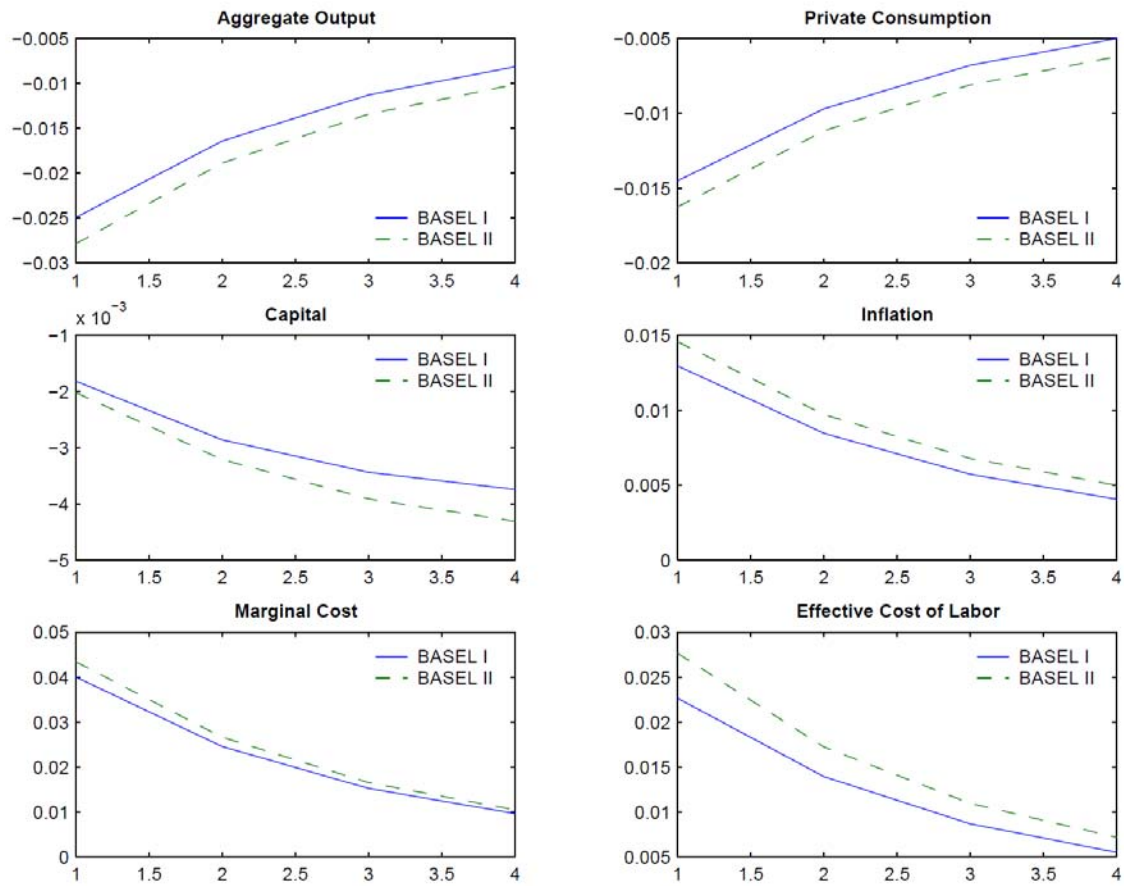 Aggregate Output
−0.005
−0.01
−0.015
−0.02
−0.025
−0.03
BASEL I
BASEL II
1 1.5 2 2.5 3 3.5 4
Private Consumption
−0.005
−0.01
−0.015
−0.02
BASEL I
BASEL II
1 1.5 2 2.5 3 3.5 4
Capital
x 10−3
−1
−2
−3
−4
−5
BASEL I
BASEL II
1 1.5 2 2.5 3 3.5 4
Inflation
0.015
0.01
0.005
0
BASEL I
BASEL II
1 1.5 2 2.5 3 3.5 4
Marginal Cost
0.05
0.04
0.03
0.02
0.01
0
BASEL I
BASEL II
1 1.5 2 2.5 3 3.5 4
Effective Cost of Labor
0.03
0.025
0.02
0.015
0.01
0.005
BASEL I
BASEL II
1 1.5 2 2.5 3 3.5 4